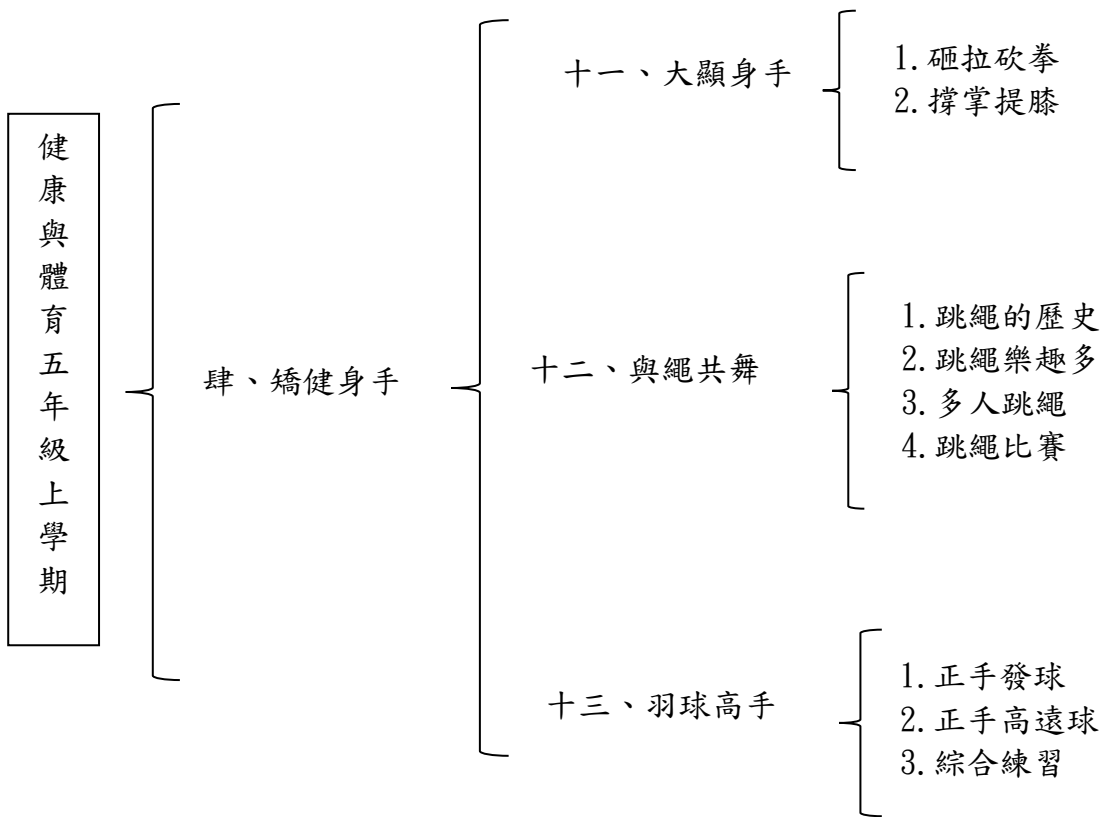 健康與體育五年級上學期
肆、矯健身手
十一、大顯身手
1.砸拉砍拳
2.撐掌提膝
十二、與繩共舞
1.跳繩的歷史
2.跳繩樂趣多
3.多人跳繩
4.跳繩比賽
十三、羽球高手
1.正手發球
2.正手高遠球
3.綜合練習